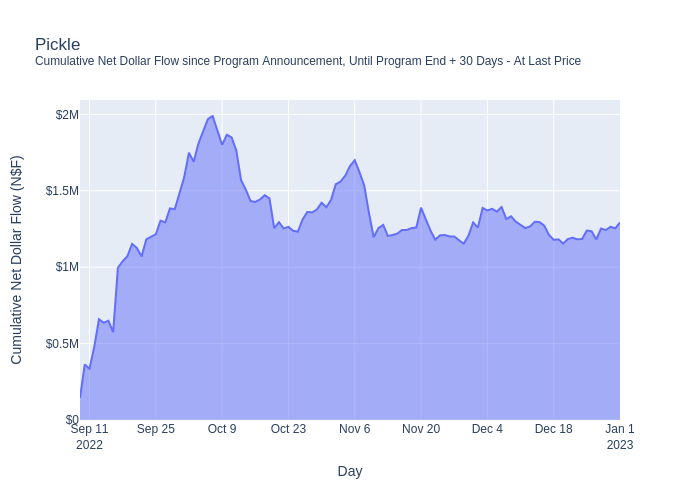 Pickle
Cumulative Net Dollar Flow since Program Announcement, Until Program End + 30 Days - At Last Price
Cumulative Net Dollar Flow (N$F)
$2M
$1.5M
$1M
$0.5M
$0
Sep 11
2022
Sep 25
Oct 9
Oct 23
Nov 6
Nov 20
Dec 4
Dec 18
Jan 1
2023
Day